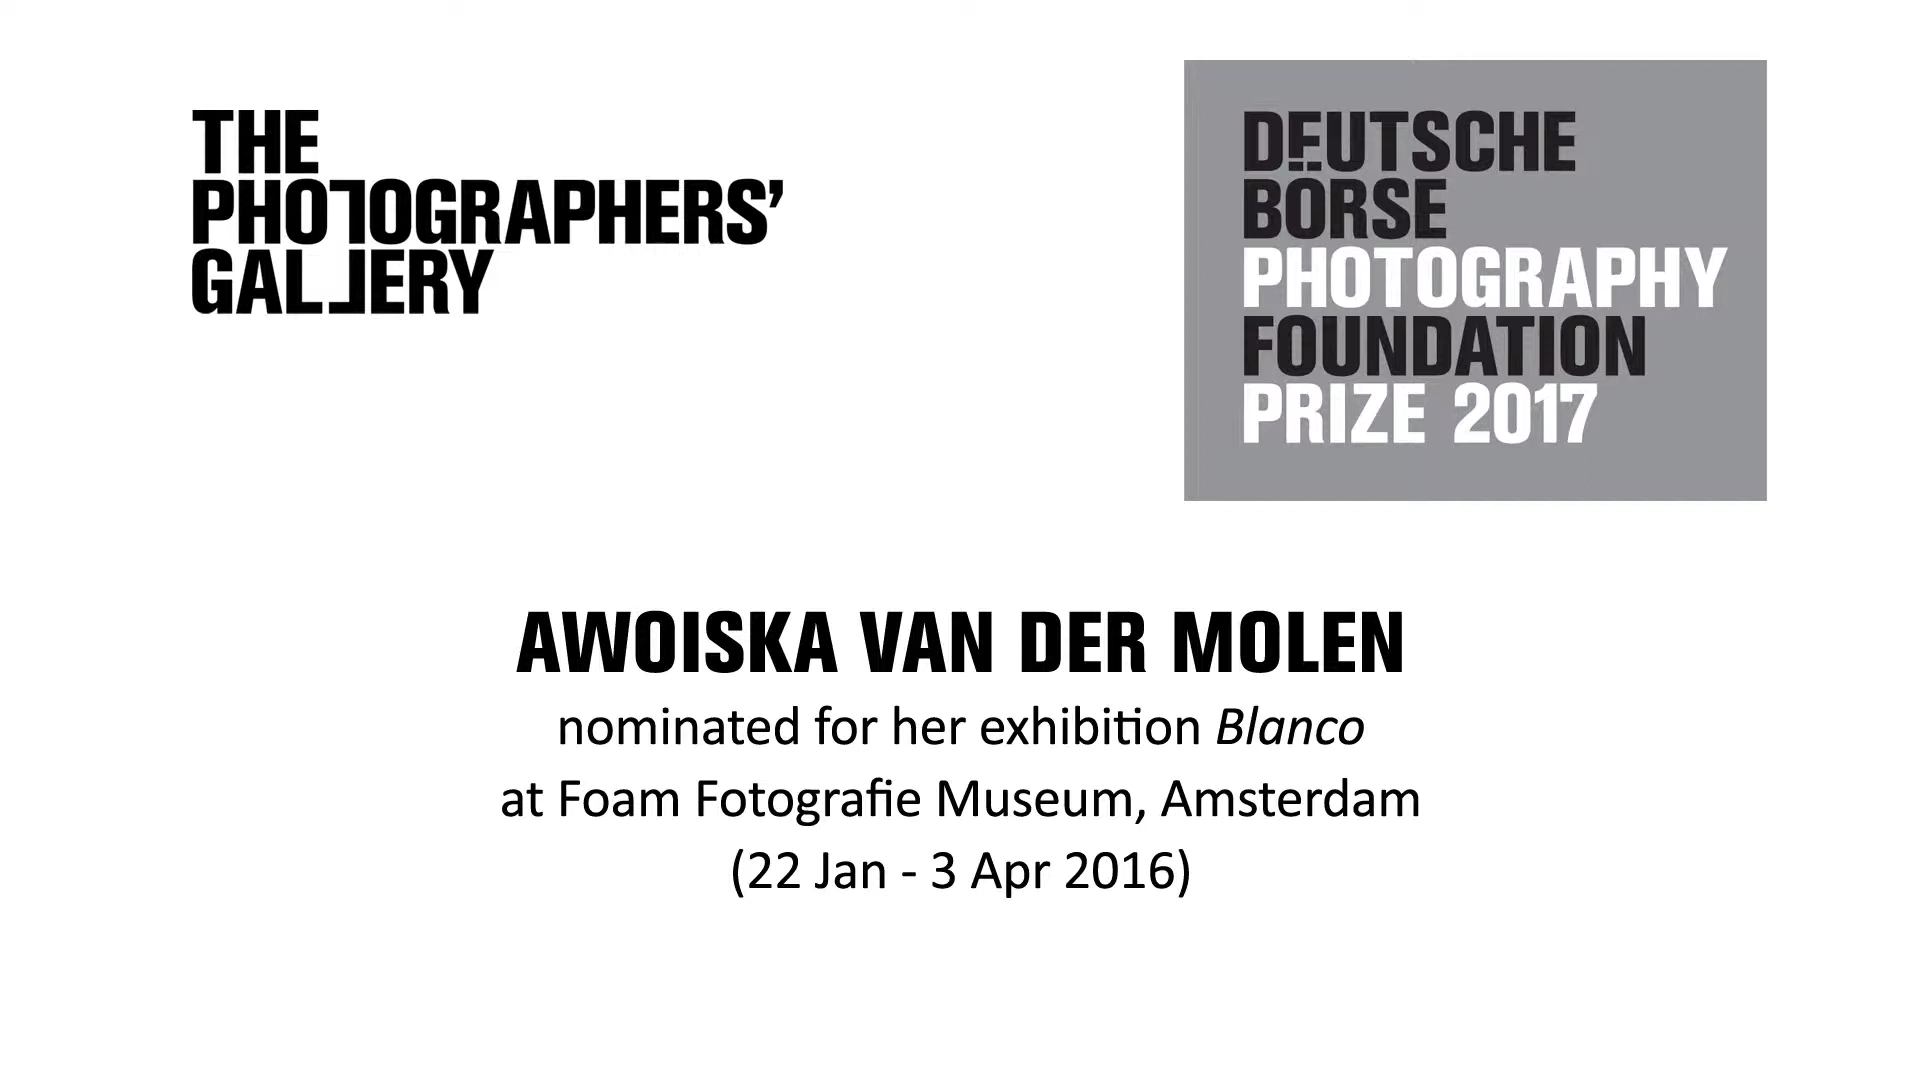 THE
PHOTOGRAPHERS’
GALLERY
DEUTSCHE
BÖRSE
PHOTOGRAPHY
FOUNDATION
PRIZE 2017
AWOISKA VAN DER MOLEN
nominated for her exhibition Blanco
at Foam Fotografie Museum, Amsterdam
(22 Jan - 3 Apr 2016)